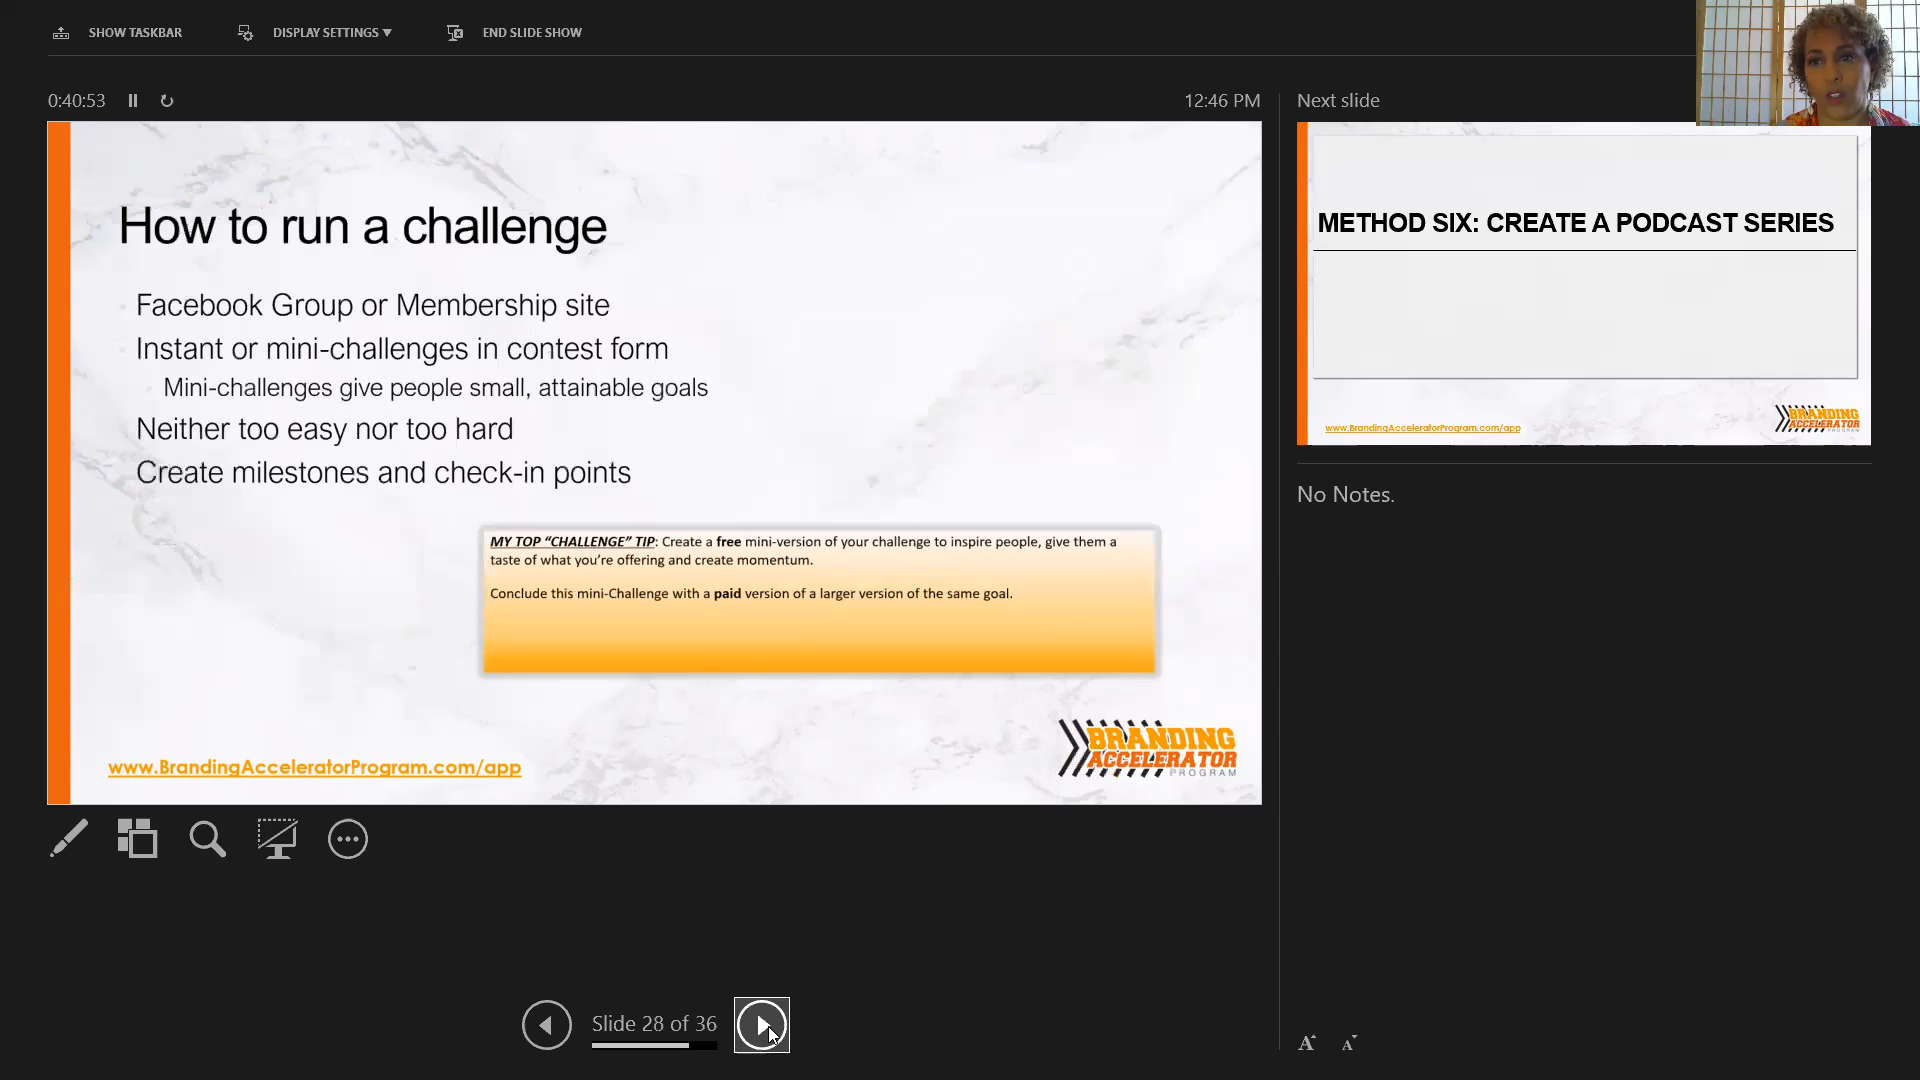 SHOW TASKBAR
DISPLAY SETTINGS ▼
END SLIDE SHOW
0:40:53
12:46 PM
How to run a challenge
Facebook Group or Membership site
Instant or mini-challenges in contest form
Mini-challenges give people small, attainable goals
Neither too easy nor too hard
Create milestones and check-in points
MY TOP “CHALLENGE” TIP: Create a free mini-version of your challenge to inspire people, give them a
taste of what you’re offering and create momentum.
Conclude this mini-Challenge with a paid version of a larger version of the same goal.
www.BrandingAcceleratorProgram.com/app
BRANDING
ACCELERATOR
PROGRAM
Slide 28 of 36
Next slide
METHOD SIX: CREATE A PODCAST SERIES
www.BrandingAcceleratorProgram.com/app
BRANDING
ACCELERATOR
PROGRAM
No Notes.
A A